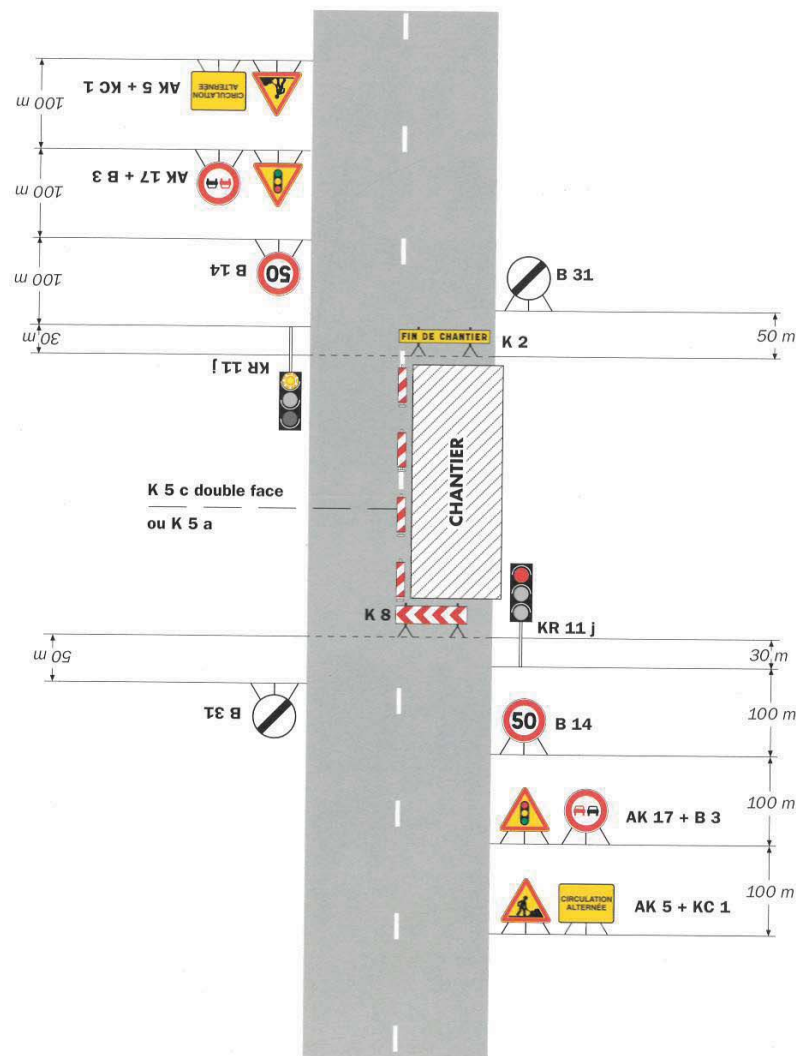 AK 5 + KC 1
CIRCULATION
ALTERNÉE
100 m
AK 17 + B 3
100 m
B 14
50
100 m
B 31
30 m
FIN DE CHANTIER
K 2
50 m
KR 11 j
CHANTIER
K 5 c double face
ou K 5 a
K 8
KR 11 j
50 m
30 m
B 31
50
B 14
100 m
AK 17 + B 3
100 m
CIRCULATION
ALTERNÉE
AK 5 + KC 1
100 m